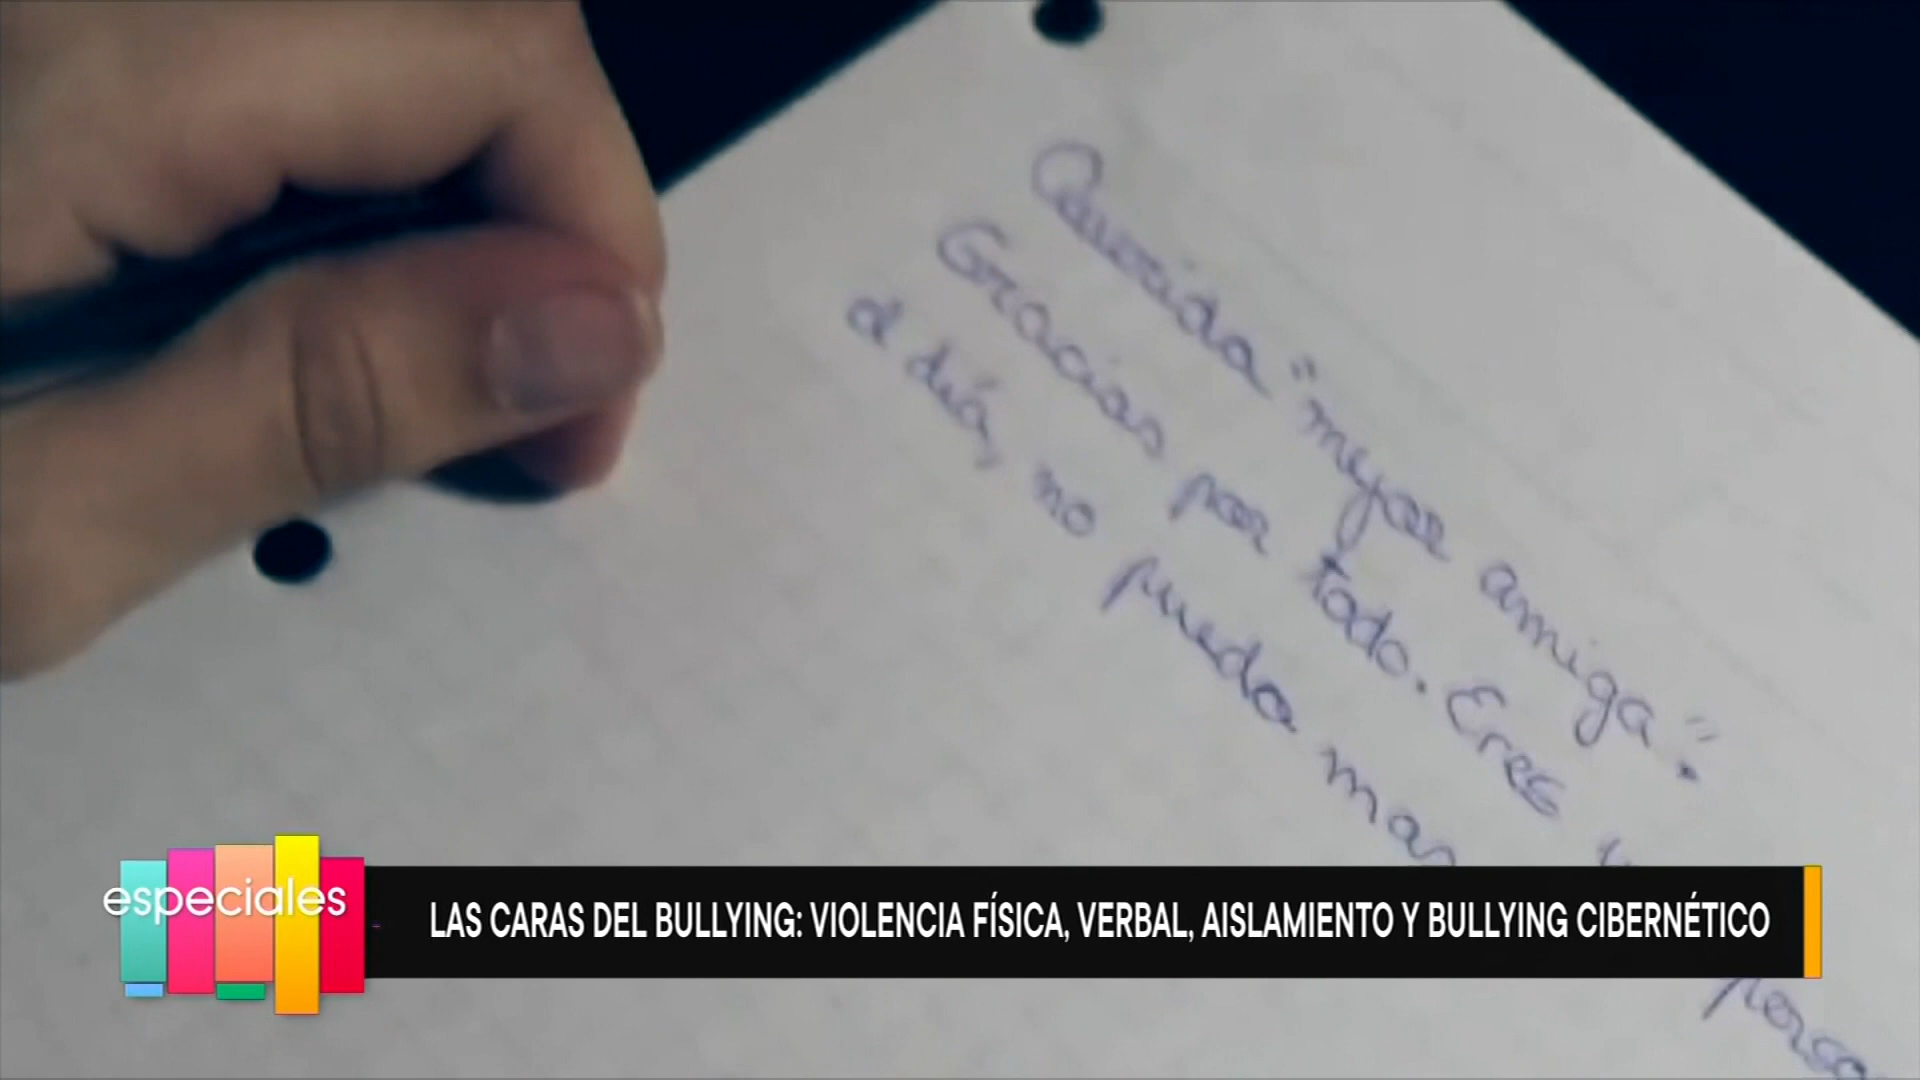 Querida "mejor amiga":
Gracias por todo. Eres
el día, no puedo mas
especiales
LAS CARAS DEL BULLYING: VIOLENCIA FÍSICA, VERBAL, AISLAMIENTO Y BULLYING CIBERNÉTICO